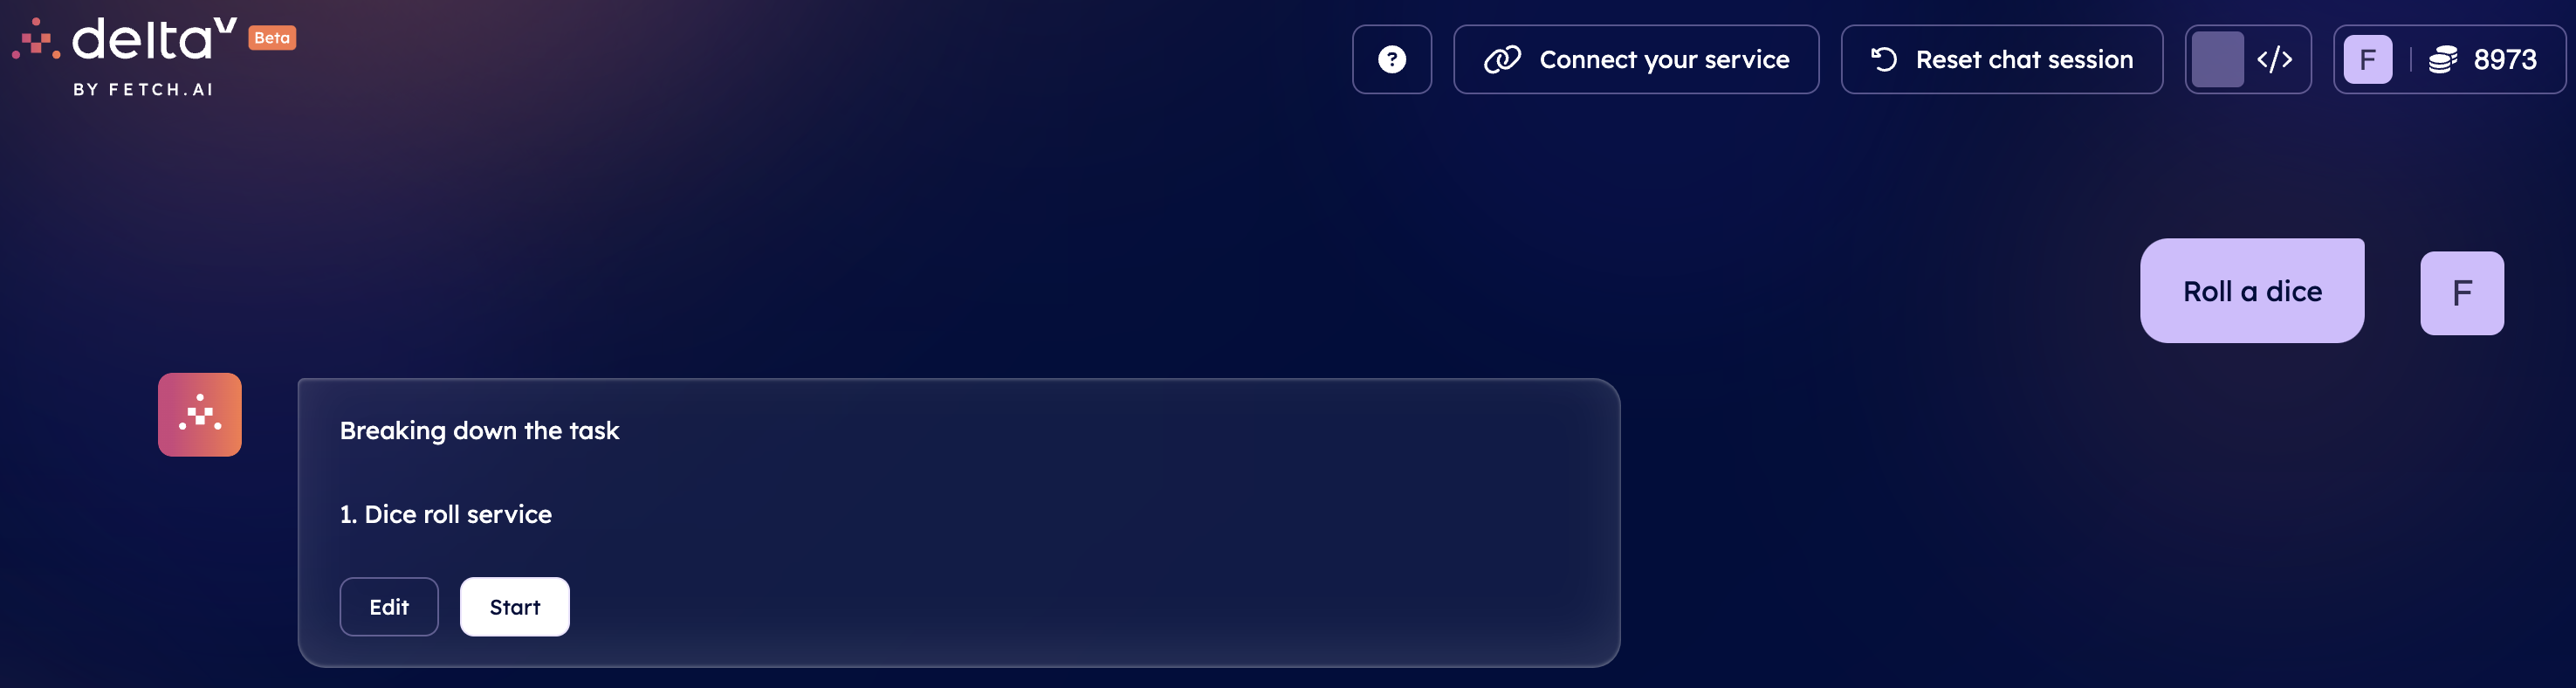 deltaV Beta
BY FETCH.AI
? Connect your service Reset chat session </> F 8973
Roll a dice F
Breaking down the task
1. Dice roll service
Edit Start